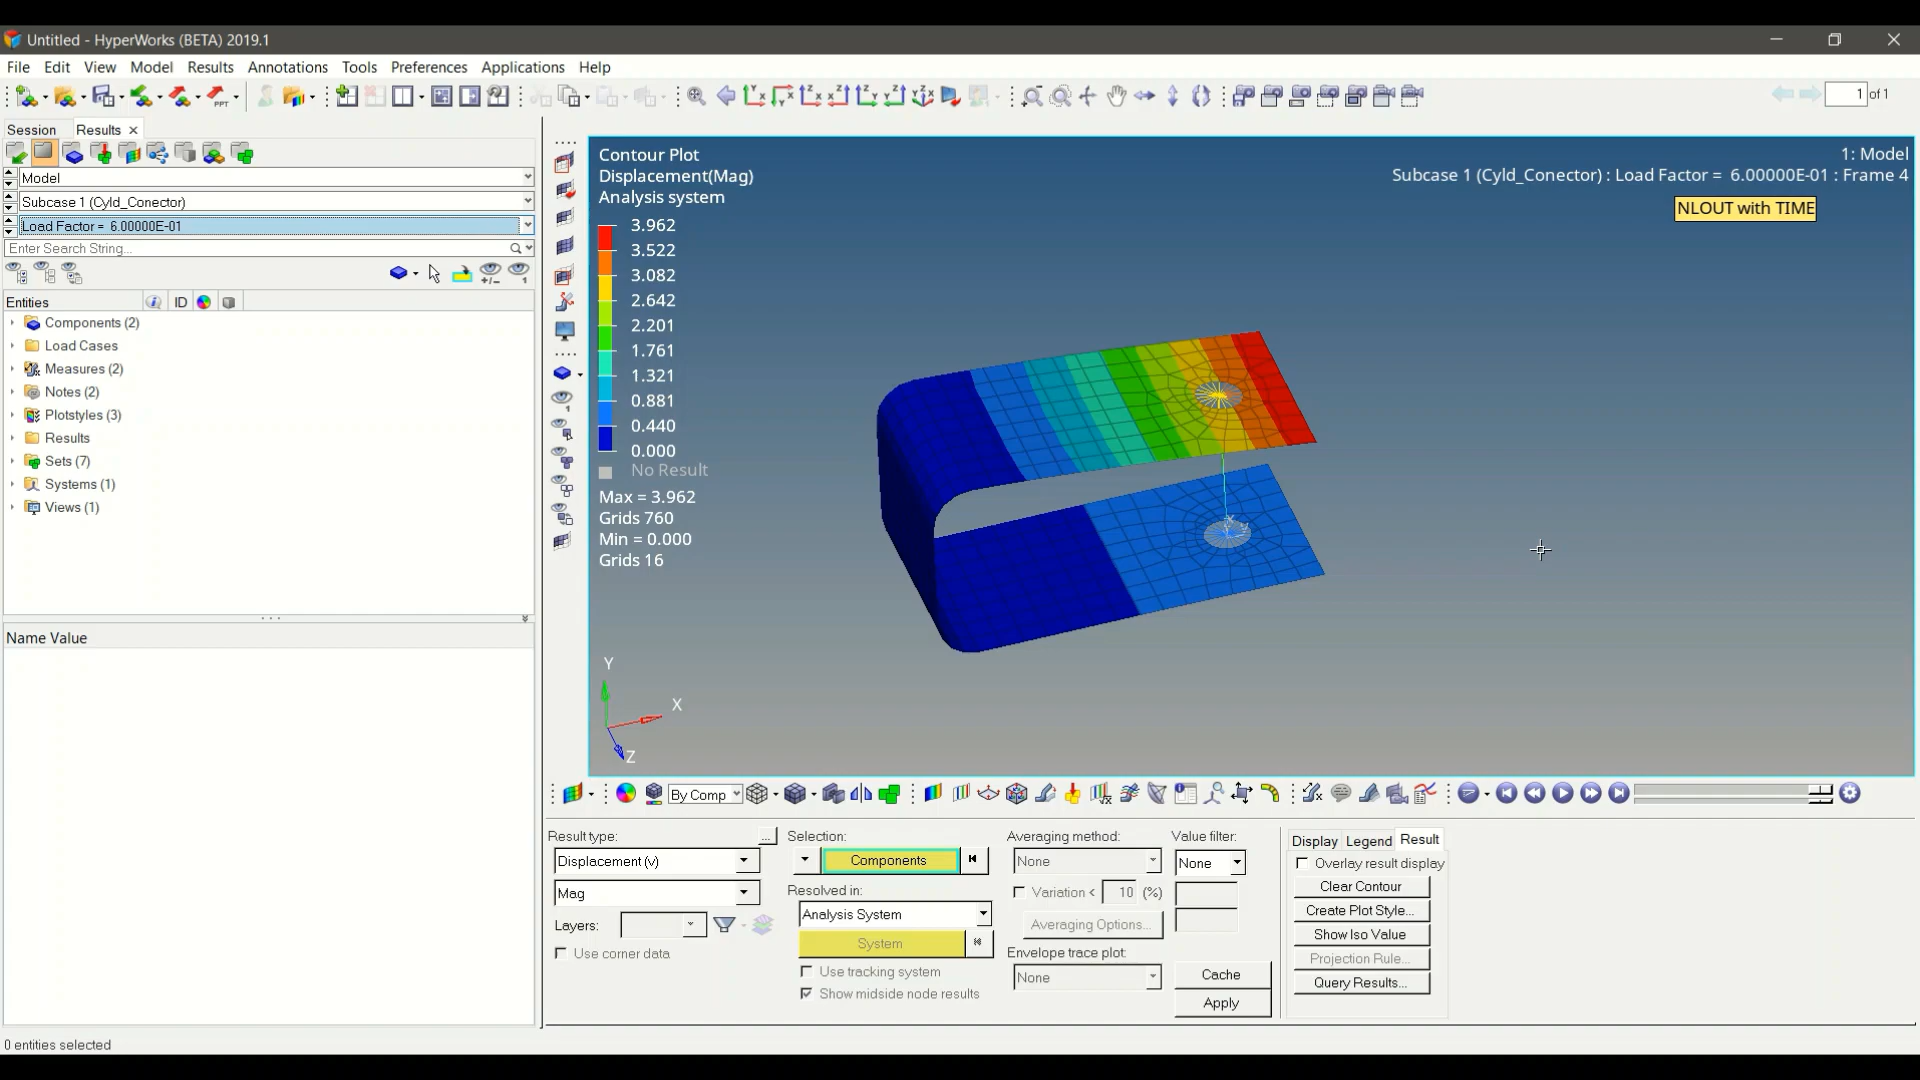 Untitled - HyperWorks (BETA) 2019.1
File Edit View Model Results Annotations Tools Preferences Applications Help
1 of 1
Session Results
Model
Subcase 1 (Cyld_Conector)
Load Factor = 6.00000E-01
Enter Search String...
Entities ID
Components (2)
Load Cases
Measures (2)
Notes (2)
Plotstyles (3)
Results
Sets (7)
Systems (1)
Views (1)
Name Value
0 entities selected
Contour Plot
Displacement(Mag)
Analysis system
3.962
3.522
3.082
2.642
2.201
1.761
1.321
0.881
0.440
0.000
No Result
Max = 3.962
Grids 760
Min = 0.000
Grids 16
1: Model
Subcase 1 (Cyld_Conector) : Load Factor = 6.00000E-01 : Frame 4
NLOUT with TIME
Y
X
Z
By Comp
Result type:
...
Displacement (v)
Mag
Layers:
Use corner data
Selection:
Components
Resolved in:
Analysis System
System
Use tracking system
Show midside node results
Averaging method:
None
Variation < 10 (%)
Averaging Options...
Envelope trace plot:
None
Value filter:
None
Cache
Apply
Display Legend Result
Overlay result display
Clear Contour
Create Plot Style...
Show Iso Value
Projection Rule...
Query Results...